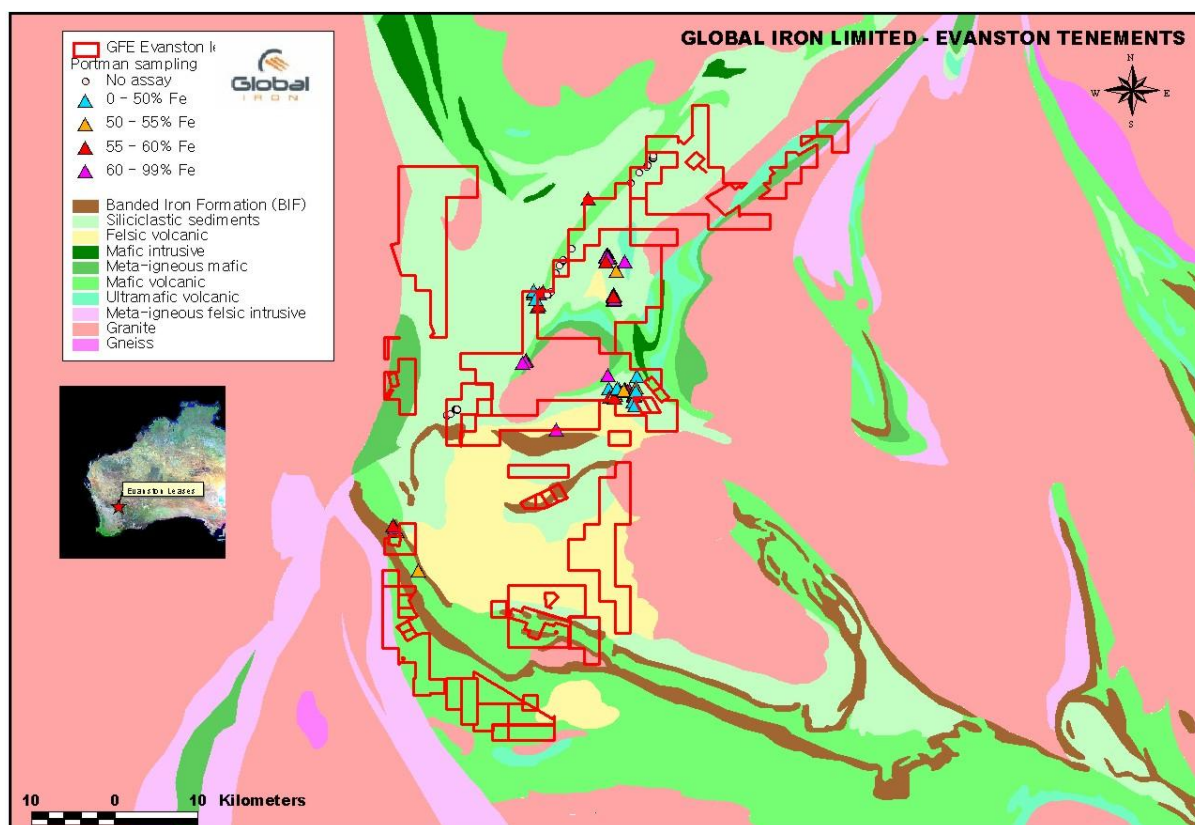 GLOBAL IRON LIMITED - EVANSTON TENEMENTS
GFE Evanston l
Portman sampling
No assay
0 - 50% Fe
50 - 55% Fe
55 - 60% Fe
60 - 99% Fe
Global
IRON
Banded Iron Formation (BIF)
Siliciclastic sediments
Felsic volcanic
Mafic intrusive
Meta-igneous mafic
Mafic volcanic
Ultramafic volcanic
Meta-igneous felsic intrusive
Granite
Gneiss
N
W E
S
Evanston Leases
10 0 10 Kilometers